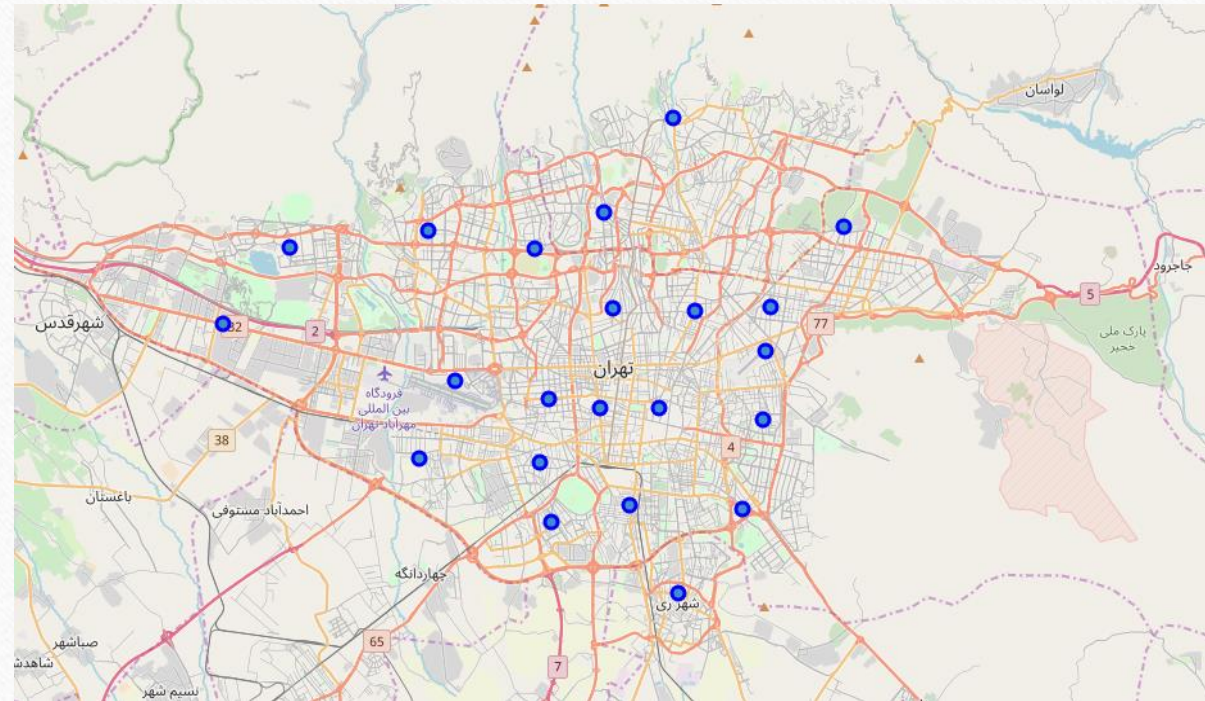 لواسان
جاجرود
5
پارک ملی
خجیر
77
شهرقدس
32
2
تهران
فرودگاه
بین المللی
مهرآباد تهران
38
4
باغستان
احمدآباد مستوفی
چهاردانگه
شهر ری
65
صباشهر
7
نسیم شهر